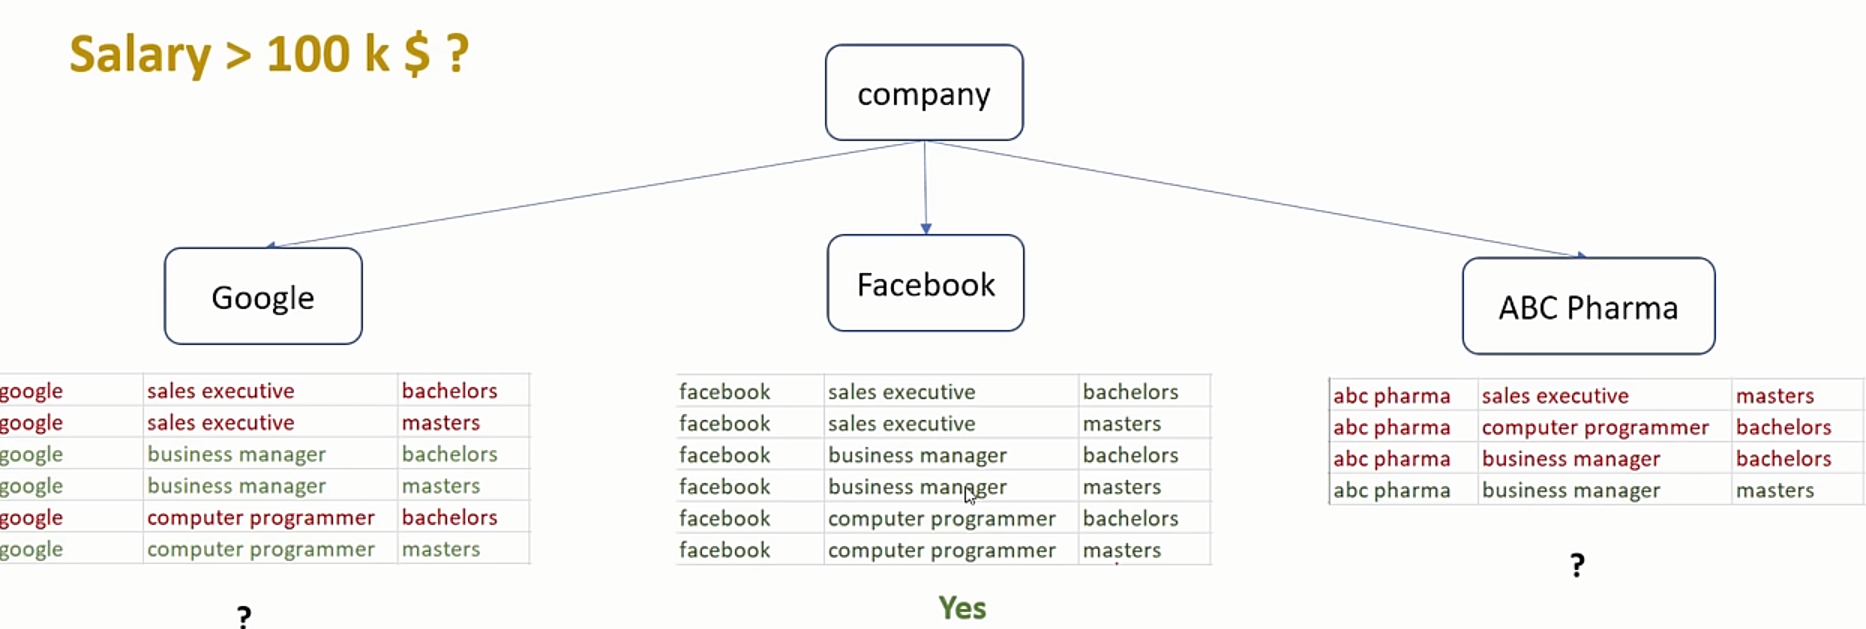 Salary > 100 k $ ?
company
Google
Facebook
ABC Pharma
google sales executive bachelors
google sales executive masters
google business manager bachelors
google business manager masters
google computer programmer bachelors
google computer programmer masters
?
facebook sales executive bachelors
facebook sales executive masters
facebook business manager bachelors
facebook business manager masters
facebook computer programmer bachelors
facebook computer programmer masters
Yes
abc pharma sales executive masters
abc pharma computer programmer bachelors
abc pharma business manager bachelors
abc pharma business manager masters
?